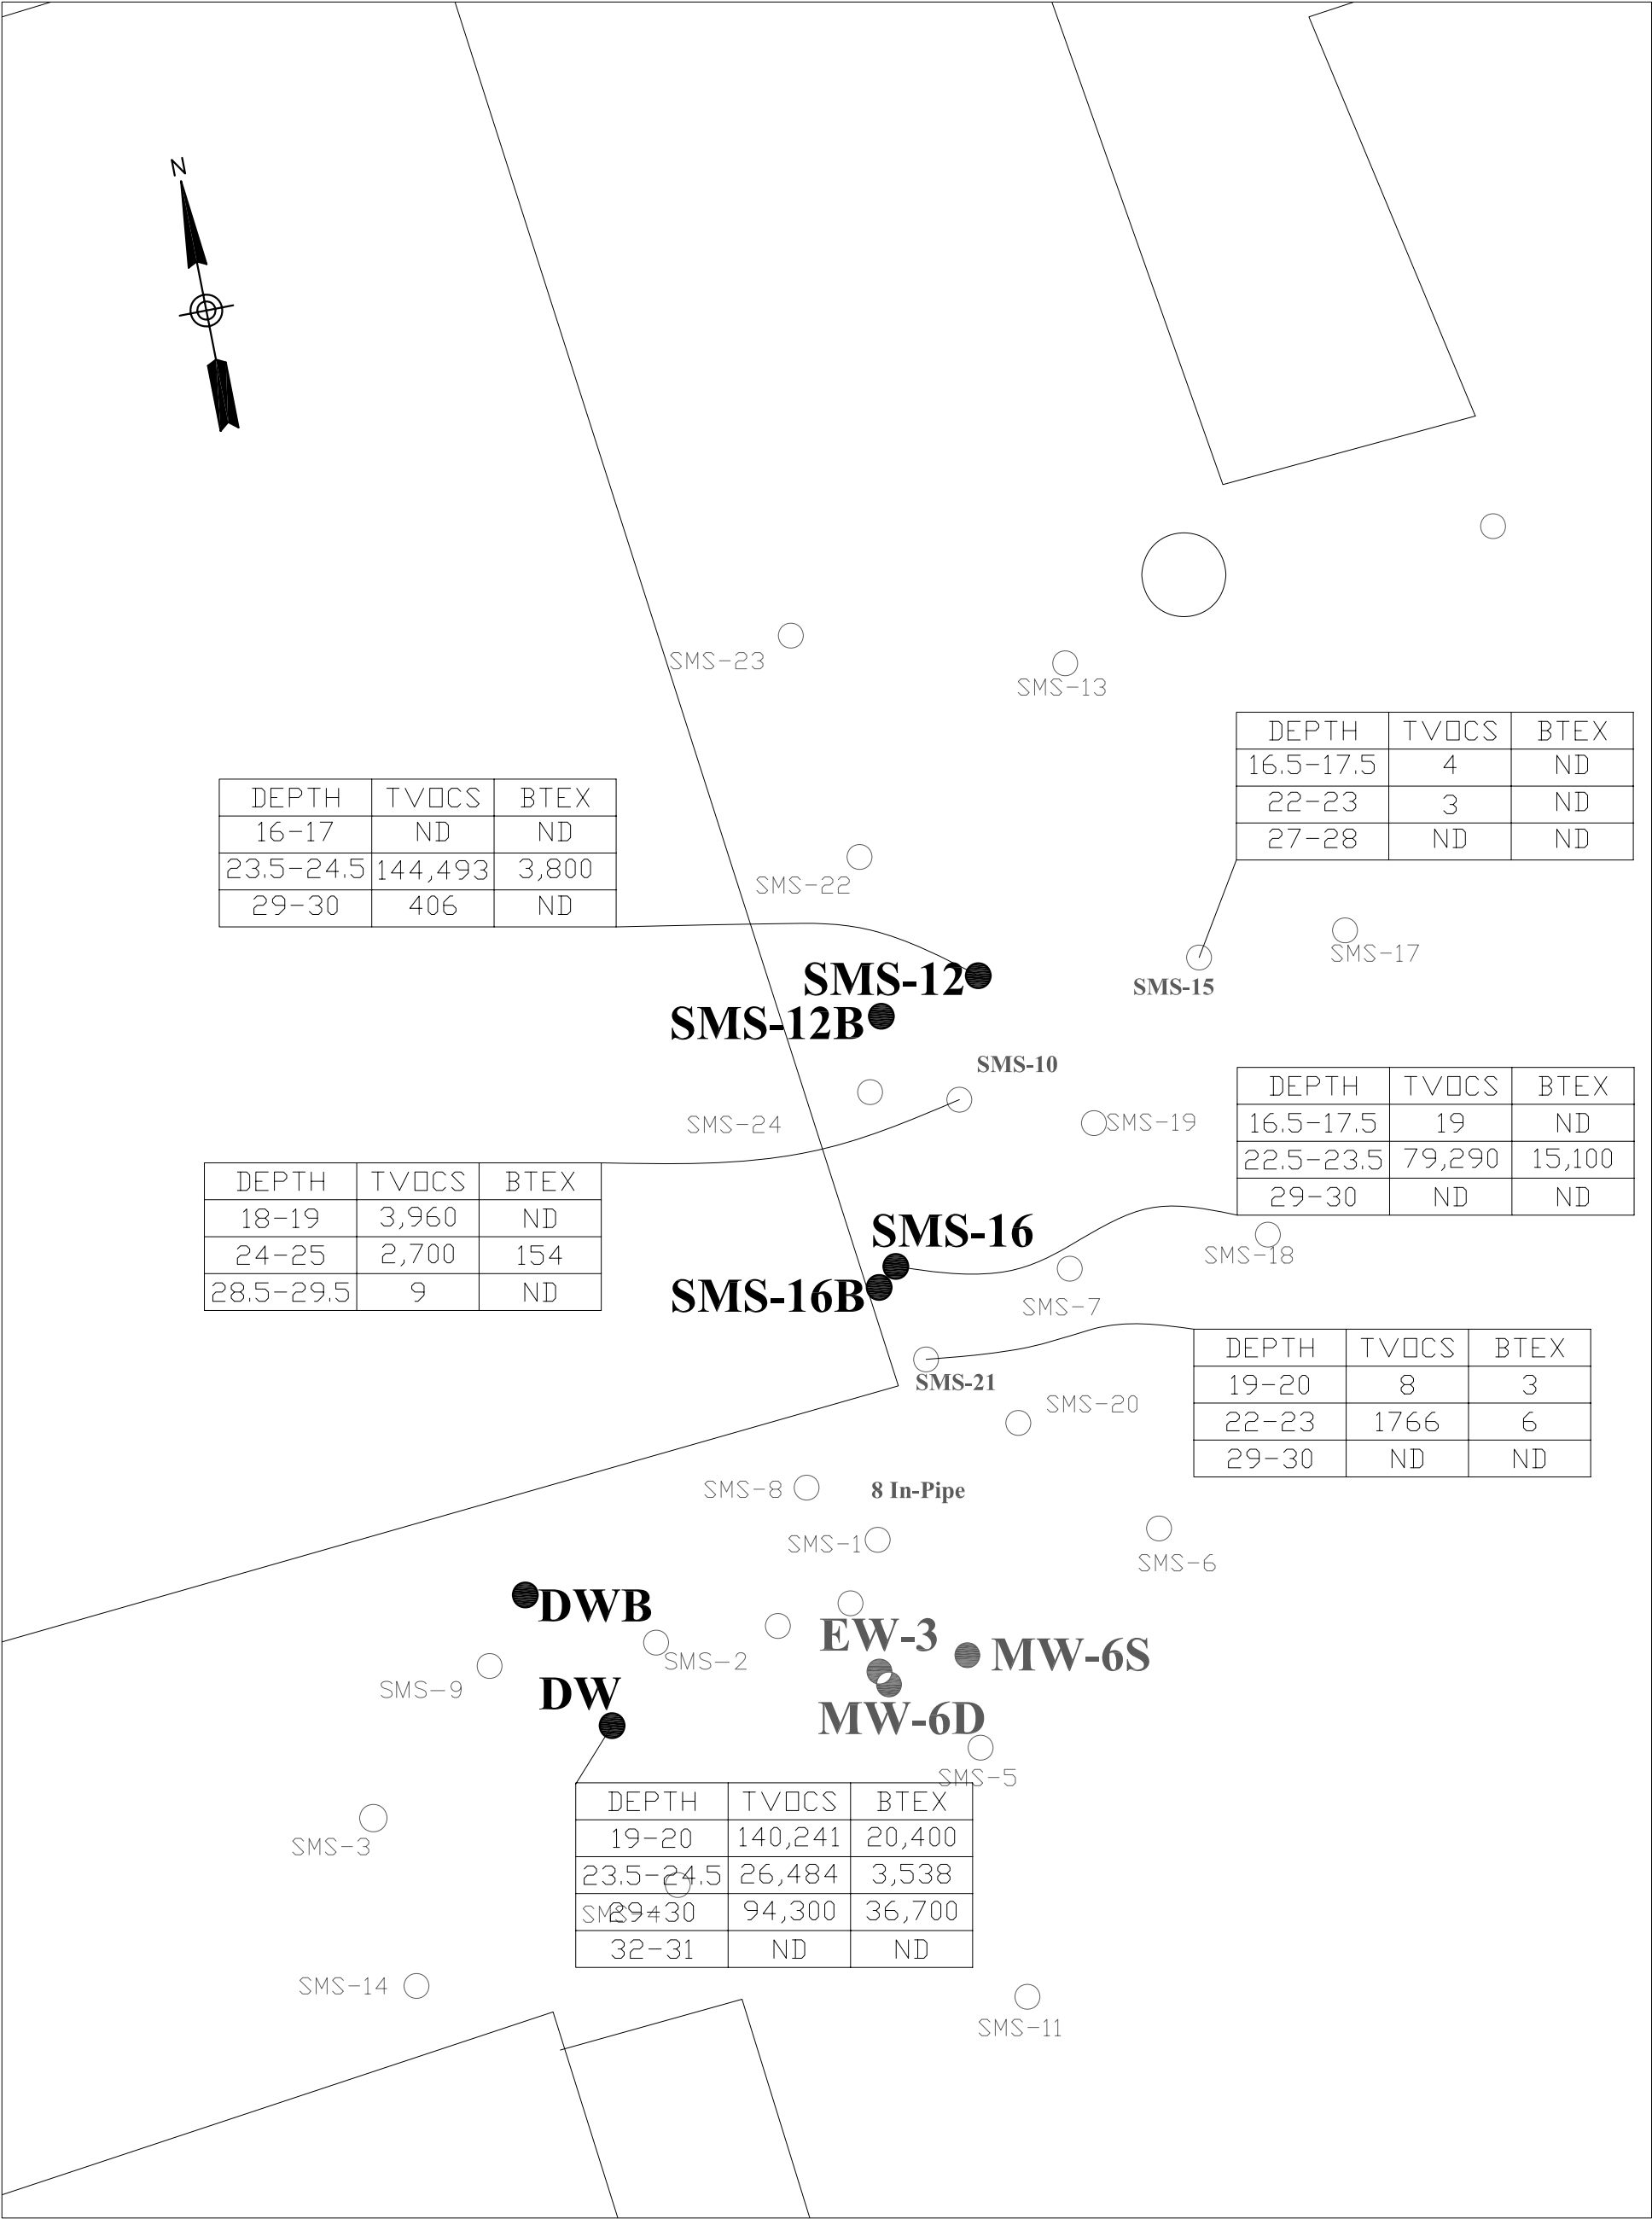 N
SMS-23
SMS-13
DEPTH TVOCS BTEX
16.5-17.5 4 ND
22-23 3 ND
27-28 ND ND
DEPTH TVOCS BTEX
16-17 ND ND
23.5-24.5 144,493 3,800
29-30 406 ND
SMS-22
SMS-17
SMS-12
SMS-15
SMS-12B
SMS-10
SMS-24
SMS-19
DEPTH TVOCS BTEX
16.5-17.5 19 ND
22.5-23.5 79,290 15,100
29-30 ND ND
DEPTH TVOCS BTEX
18-19 3,960 ND
24-25 2,700 154
28.5-29.5 9 ND
SMS-16
SMS-18
SMS-16B
SMS-7
SMS-21
SMS-20
DEPTH TVOCS BTEX
19-20 8 3
22-23 1766 6
29-30 ND ND
SMS-8
8 In-Pipe
SMS-1
SMS-6
DWB
EW-3
MW-6S
SMS-2
SMS-9
DW
MW-6D
SMS-5
DEPTH TVOCS BTEX
19-20 140,241 20,400
23.5-24.5 26,484 3,538
29-30 94,300 36,700
32-31 ND ND
SMS-4
SMS-3
SMS-14
SMS-11